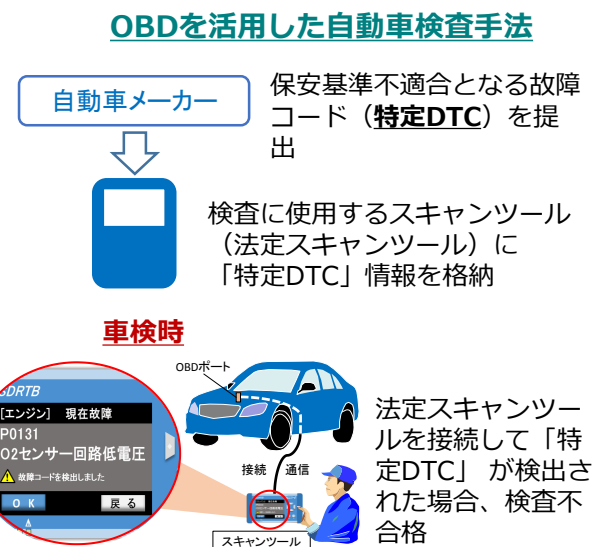 OBDを活用した自動車検査手法
自動車メーカー
保安基準不適合となる故障
コード（特定DTC）を提
出
検査に使用するスキャンツール
（法定スキャンツール）に
「特定DTC」情報を格納
車検時
OBDポート
DRTB
[エンジン] 現在故障
P0131
O2センサー回路低電圧
故障コードを検出しました
ＯＫ
戻 る
接続 通信
スキャンツール
法定スキャンツー
ルを接続して「特
定DTC」 が検出さ
れた場合、検査不
合格